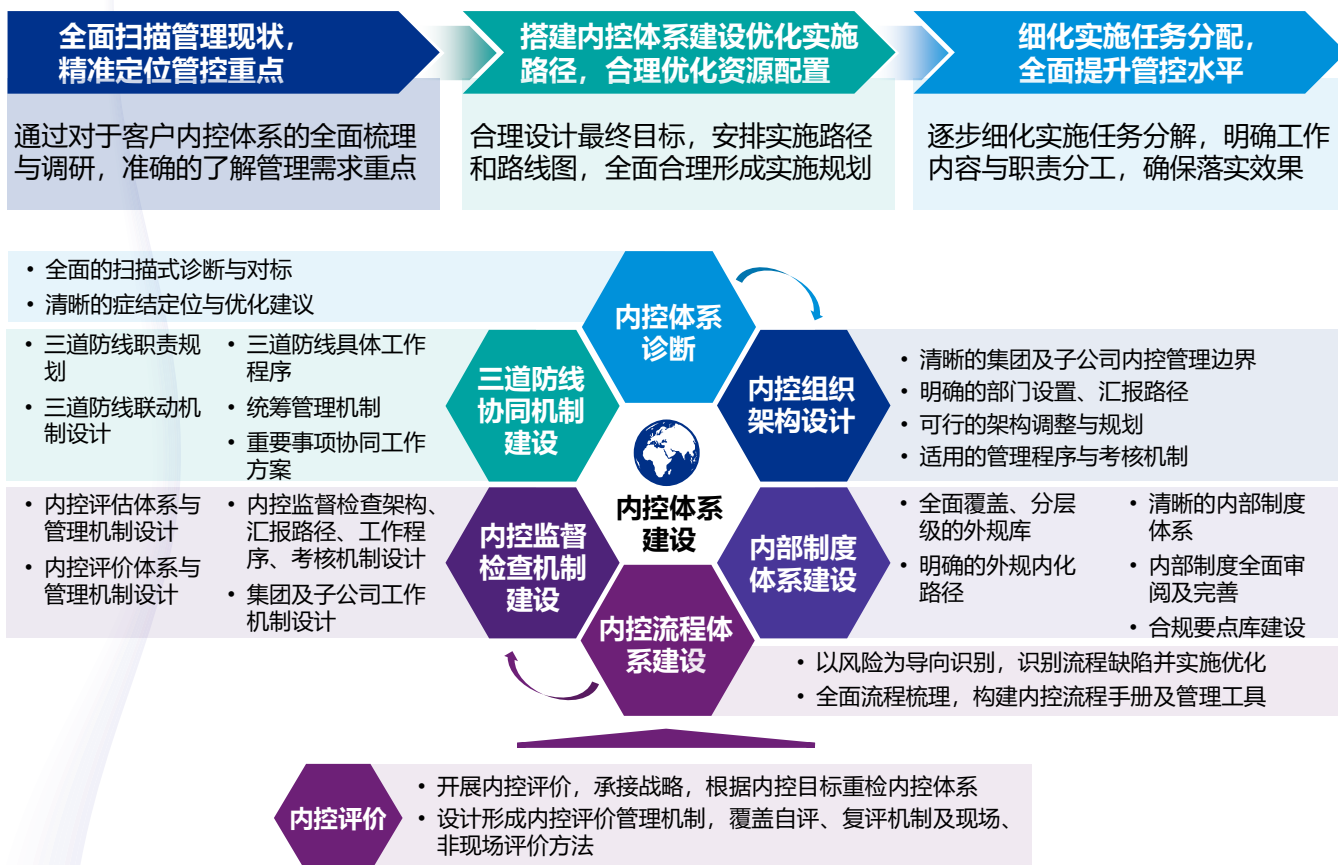 全面扫描管理现状，
精准定位管控重点
搭建内控体系建设优化实施
路径，合理优化资源配置
细化实施任务分配，
全面提升管控水平
通过对于客户内控体系的全面梳理
与调研，准确的了解管理需求重点
合理设计最终目标，安排实施路径
和路线图，全面合理形成实施规划
逐步细化实施任务分解，明确工作
内容与职责分工，确保落实效果
• 全面的扫描式诊断与对标
• 清晰的症结定位与优化建议
内控体系
诊断
• 三道防线职责规
划
• 三道防线联动机
制设计
• 三道防线具体工作
程序
• 统筹管理机制
• 重要事项协同工作
方案
三道防线
协同机制
建设
内控组织
架构设计
• 清晰的集团及子公司内控管理边界
• 明确的部门设置、汇报路径
• 可行的架构调整与规划
• 适用的管理程序与考核机制
内控体系
建设
• 内控评估体系与
管理机制设计
• 内控评价体系与
管理机制设计
• 内控监督检查架构、
汇报路径、工作程
序、考核机制设计
• 集团及子公司工作
机制设计
内控监督
检查机制
建设
内部制度
体系建设
• 全面覆盖、分层
级的外规库
• 明确的外规内化
路径
• 清晰的内部制度
体系
• 内部制度全面审
阅及完善
• 合规要点库建设
内控流程体
系建设
• 以风险为导向识别，识别流程缺陷并实施优化
• 全面流程梳理，构建内控流程手册及管理工具
内控评价
• 开展内控评价，承接战略，根据内控目标重检内控体系
• 设计形成内控评价管理机制，覆盖自评、复评机制及现场、
非现场评价方法